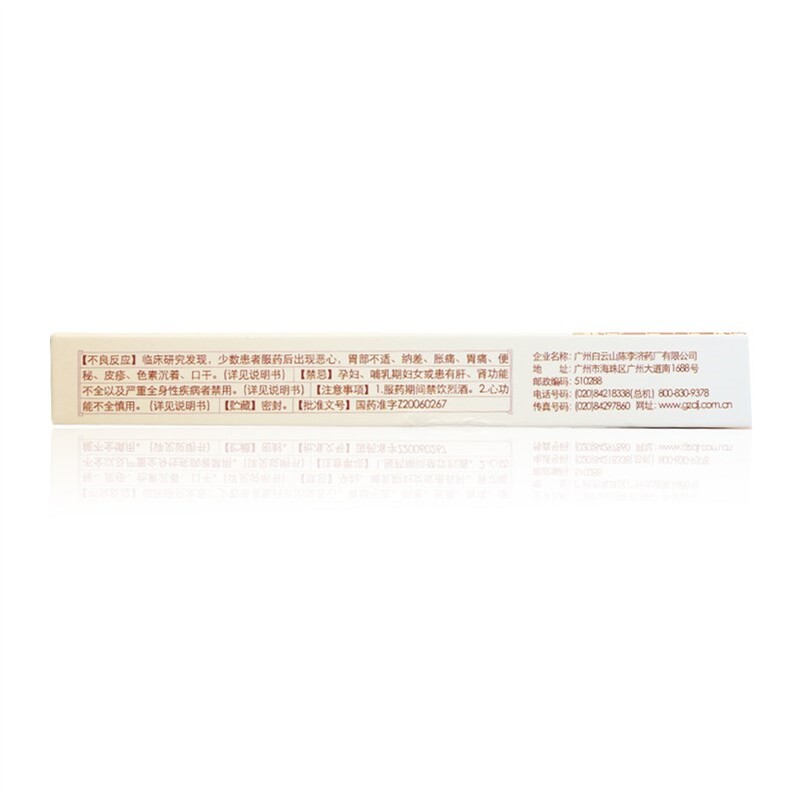 【不良反应】临床研究发现，少数患者服药后出现恶心，胃部不适、纳差、胀痛、胃痛、便
秘、皮疹、色素沉着、口干。(详见说明书)【禁忌】孕妇、哺乳期妇女或患有肝、肾功能
不全以及严重全身性疾病者禁用。(详见说明书)【注意事项】1.服药期间禁饮烈酒。2.心功
能不全慎用。(详见说明书)【贮藏】密封。【批准文号】国药准字Z20060267
企业名称：广州白云山陈李济药厂有限公司
地 址：广州市海珠区广州大道南1688号
邮政编码：510288
电话号码：(020)84218338(总机) 800-830-9378
传真号码：(020)84297860 网址：www.gzclj.com.cn